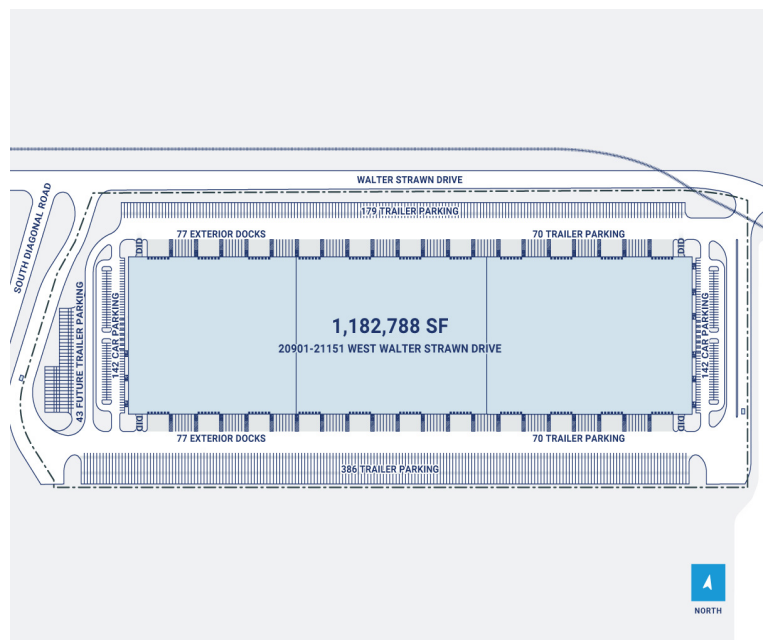 WALTER STRAWN DRIVE
SOUTH DIAGONAL ROAD
179 TRAILER PARKING
77 EXTERIOR DOCKS
70 TRAILER PARKING
43 FUTURE TRAILER PARKING
142 CAR PARKING
1,182,788 SF
20901-21151 WEST WALTER STRAWN DRIVE
142 CAR PARKING
77 EXTERIOR DOCKS
70 TRAILER PARKING
386 TRAILER PARKING
NORTH